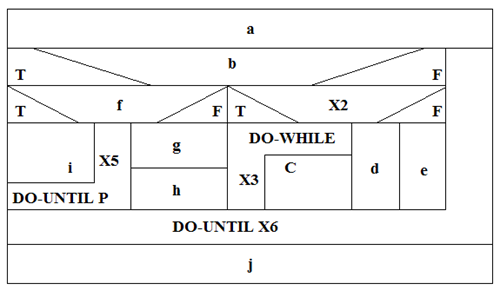 a
b
T F
f X2
T F T F
g DO-WHILE
i X5 X3 C d e
h
DO-UNTIL P
DO-UNTIL X6
j